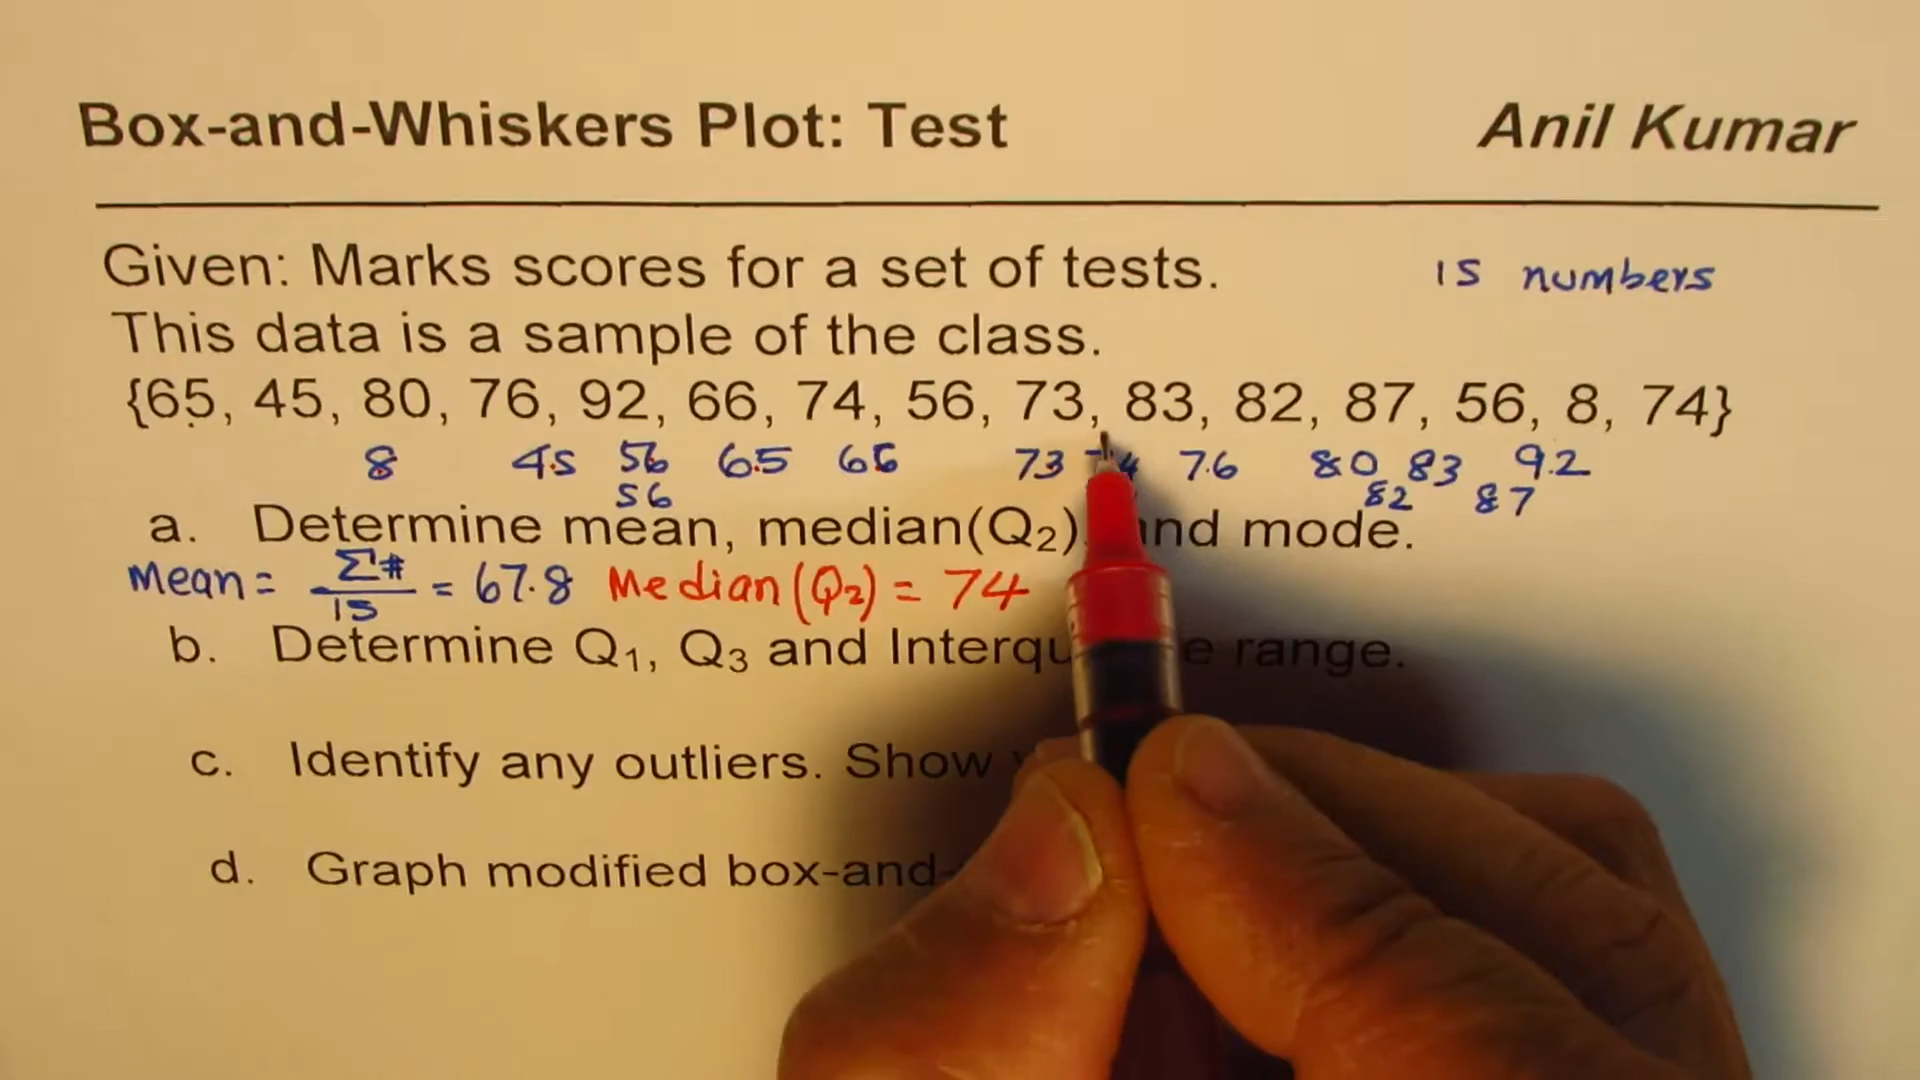 Box-and-Whiskers Plot: Test Anil Kumar
Given: Marks scores for a set of tests. 15 numbers
This data is a sample of the class.
{65, 45, 80, 76, 92, 66, 74, 56, 73, 83, 82, 87, 56, 8, 74}
8 45 56 65 66 73 76 80 83 92
56 82 87
a. Determine mean, median(Q₂) and mode.
Mean = Σ# / 15 = 67.8 Median (Q₂) = 74
b. Determine Q₁, Q₃ and range.
c. Identify any outliers. Show
d. Graph modified box-and-